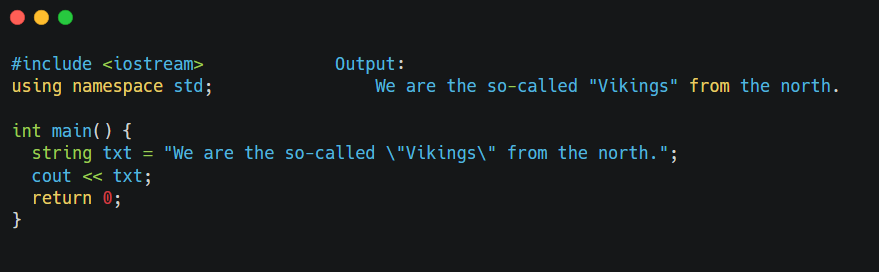 #include <iostream>                Output:
using namespace std;                    We are the so-called "Vikings" from the north.

int main() {
  string txt = "We are the so-called \"Vikings\" from the north.";
  cout << txt;
  return 0;
}